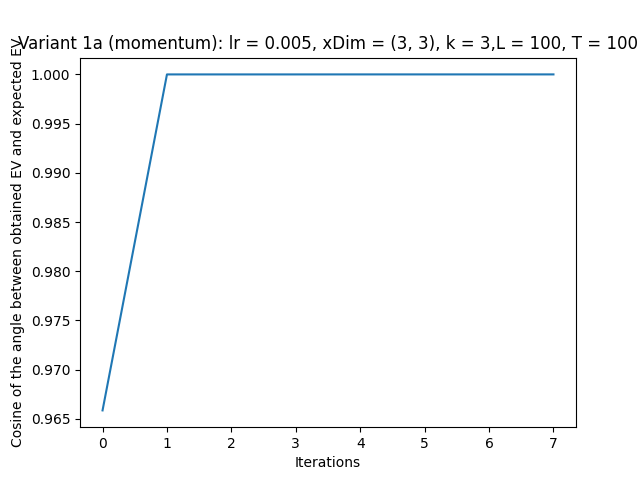 Variant 1a (momentum): lr = 0.005, xDim = (3, 3), k = 3,L = 100, T = 100
Cosine of the angle between obtained EV and expected EV
1.000
0.995
0.990
0.985
0.980
0.975
0.970
0.965
0 1 2 3 4 5 6 7
Iterations